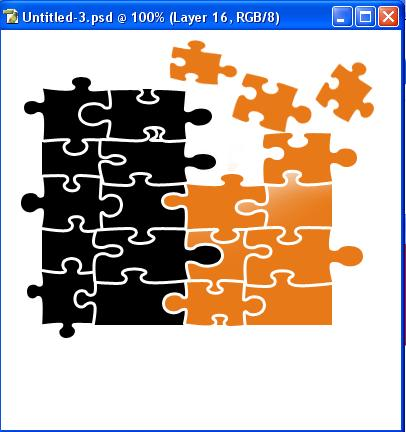 Untitled-3.psd @ 100% (Layer 16, RGB/8)